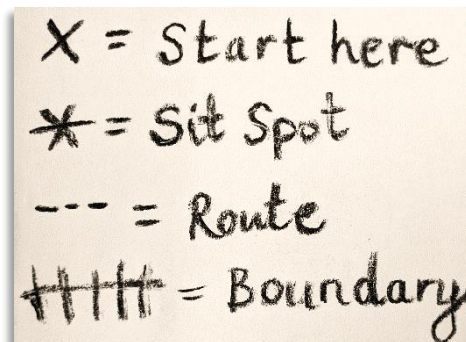 X = Start here
= Sit Spot
--- = Route
= Boundary